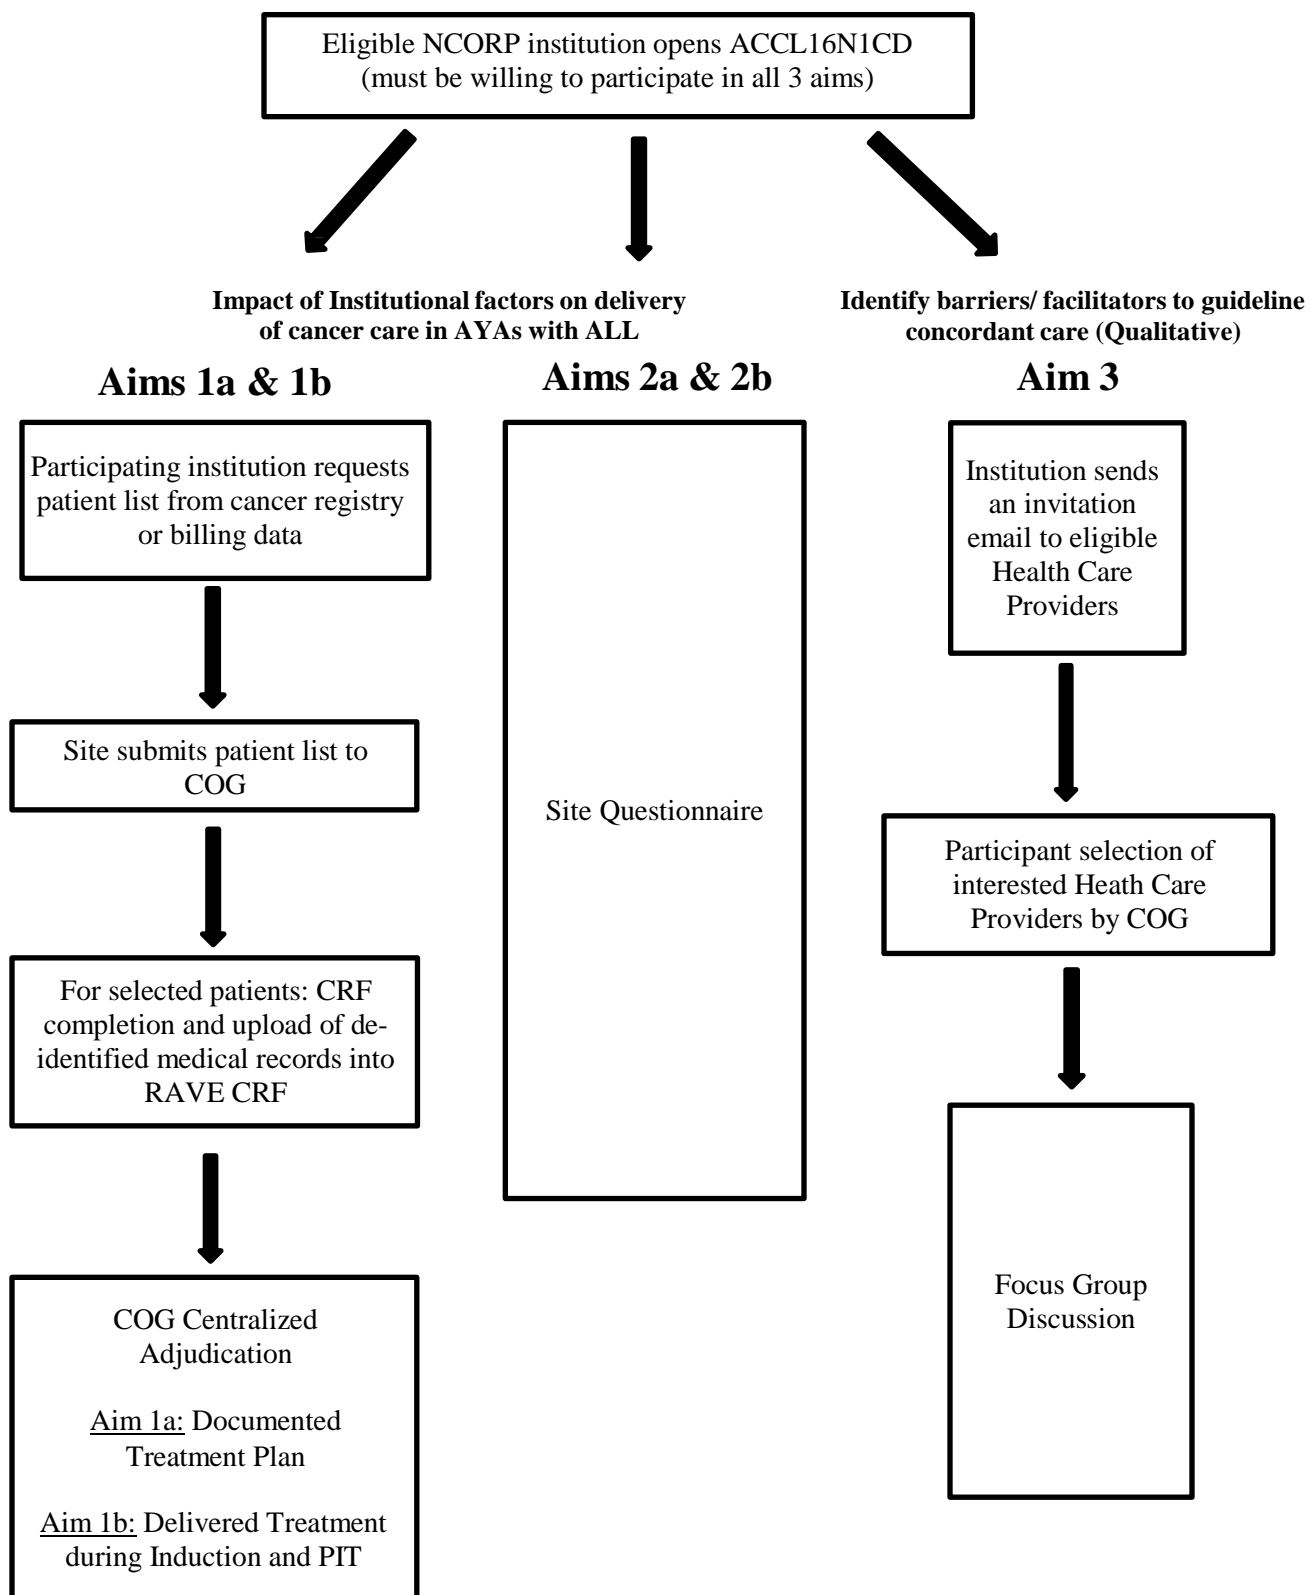 Eligible NCORP institution opens ACCL16N1CD
(must be willing to participate in all 3 aims)
Impact of Institutional factors on delivery
of cancer care in AYAs with ALL
Identify barriers/ facilitators to guideline
concordant care (Qualitative)
Aims 1a & 1b
Aims 2a & 2b
Aim 3
Participating institution requests
patient list from cancer registry
or billing data
Site submits patient list to
COG
For selected patients: CRF
completion and upload of de-
identified medical records into
RAVE CRF
COG Centralized
Adjudication
Aim 1a: Documented
Treatment Plan
Aim 1b: Delivered Treatment
during Induction and PIT
Site Questionnaire
Institution sends
an invitation
email to eligible
Health Care
Providers
Participant selection of
interested Heath Care
Providers by COG
Focus Group
Discussion